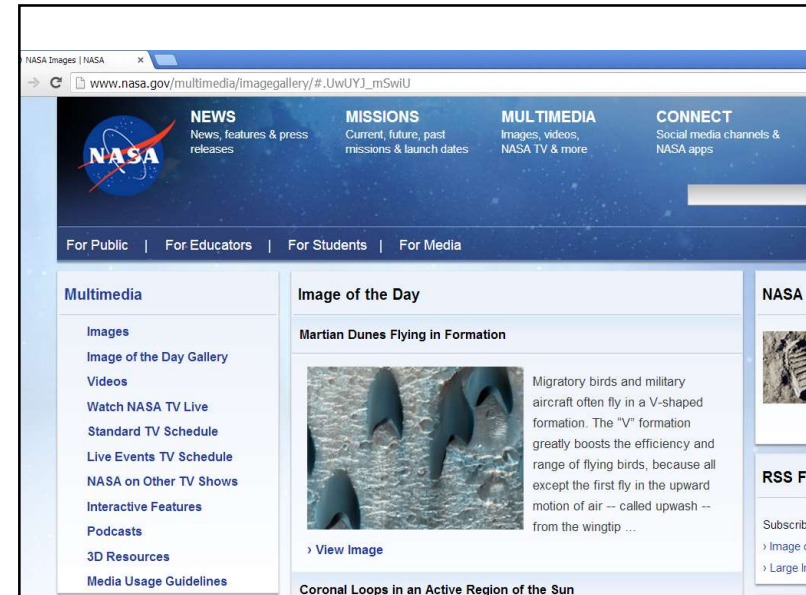 NASA Images | NASA
www.nasa.gov/multimedia/imagegallery/#.UwUYJ_mSwiU
NASA
NEWS
News, features & press
releases
MISSIONS
Current, future, past
missions & launch dates
MULTIMEDIA
Images, videos,
NASA TV & more
CONNECT
Social media channels &
NASA apps
For Public | For Educators | For Students | For Media
Multimedia
Images
Image of the Day Gallery
Videos
Watch NASA TV Live
Standard TV Schedule
Live Events TV Schedule
NASA on Other TV Shows
Interactive Features
Podcasts
3D Resources
Media Usage Guidelines
Image of the Day
Martian Dunes Flying in Formation
Migratory birds and military
aircraft often fly in a V-shaped
formation. The "V" formation
greatly boosts the efficiency and
range of flying birds, because all
except the first fly in the upward
motion of air -- called upwash --
from the wingtip ...
› View Image
Coronal Loops in an Active Region of the Sun
NASA
RSS F
Subscrib
› Image o
› Large I